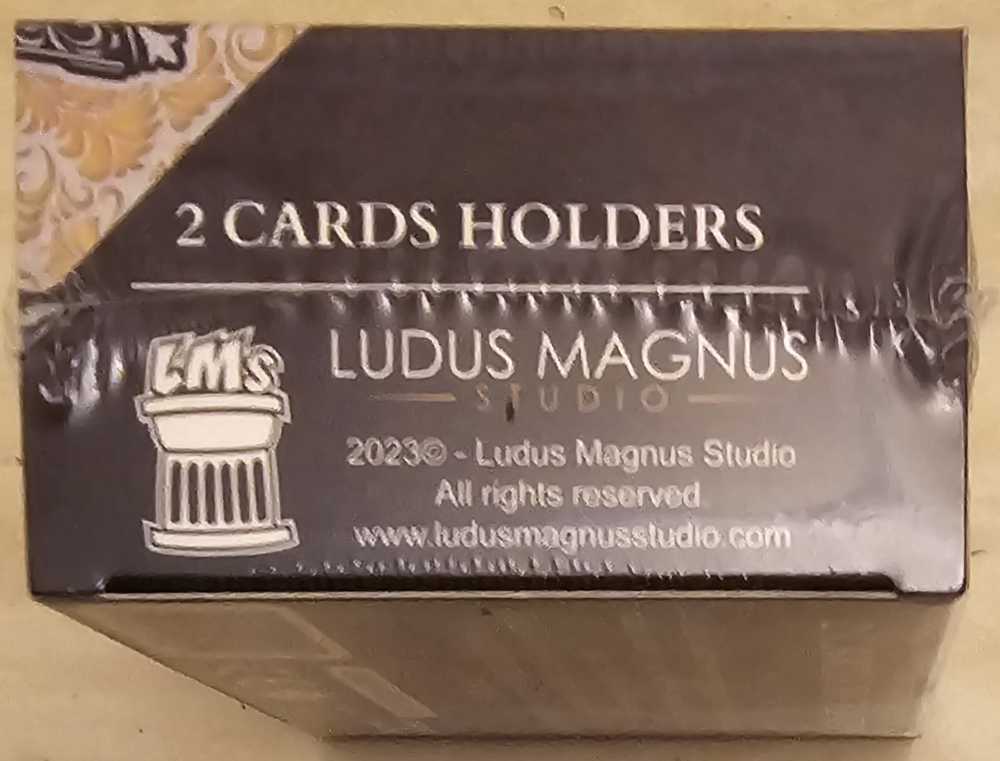 2 CARDS HOLDERS
LMS
LUDUS MAGNUS
STUDIO
2023© - Ludus Magnus Studio
All rights reserved
www.ludusmagnusstudio.com